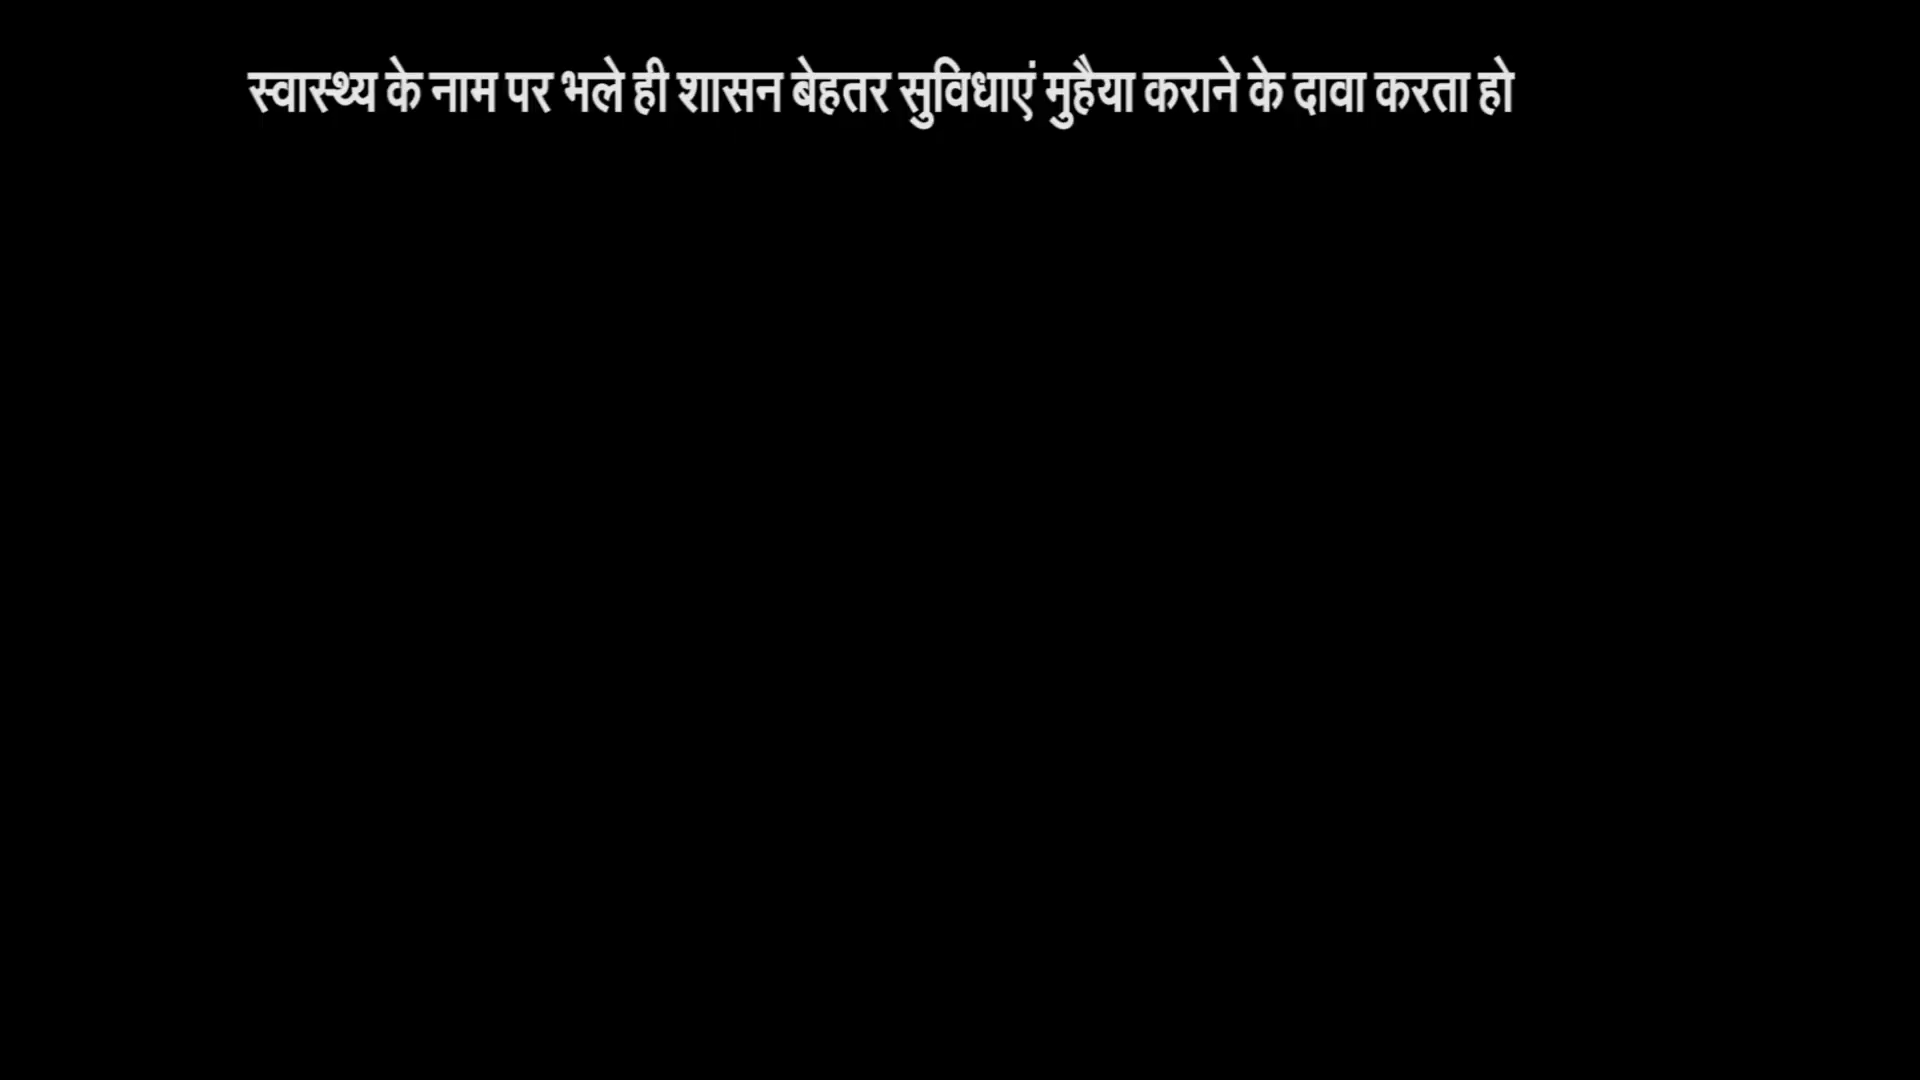 स्वास्थ्य के नाम पर भले ही शासन बेहतर सुविधाएं मुहैया कराने के दावा करता हो